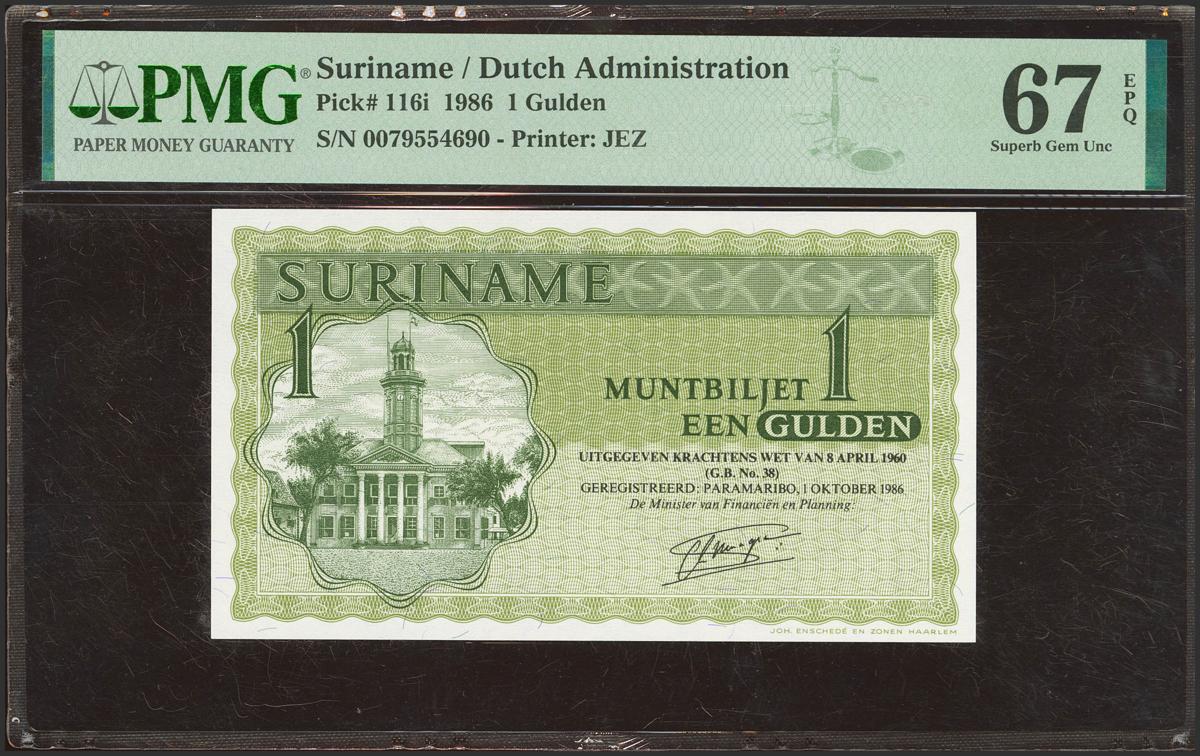 PMG®
PAPER MONEY GUARANTY
Suriname / Dutch Administration
Pick# 116i 1986 1 Gulden
S/N 0079554690 - Printer: JEZ
67
EPQ
Superb Gem Unc
SURINAME
1
1
MUNTBILJET
EEN GULDEN
UITGEGEVEN KRACHTENS WET VAN 8 APRIL 1960
(G.B. No. 38)
GEREGISTREERD: PARAMARIBO, 1 OKTOBER 1986
De Minister van Financiën en Planning.
JOH. ENSCHEDÉ EN ZONEN HAARLEM